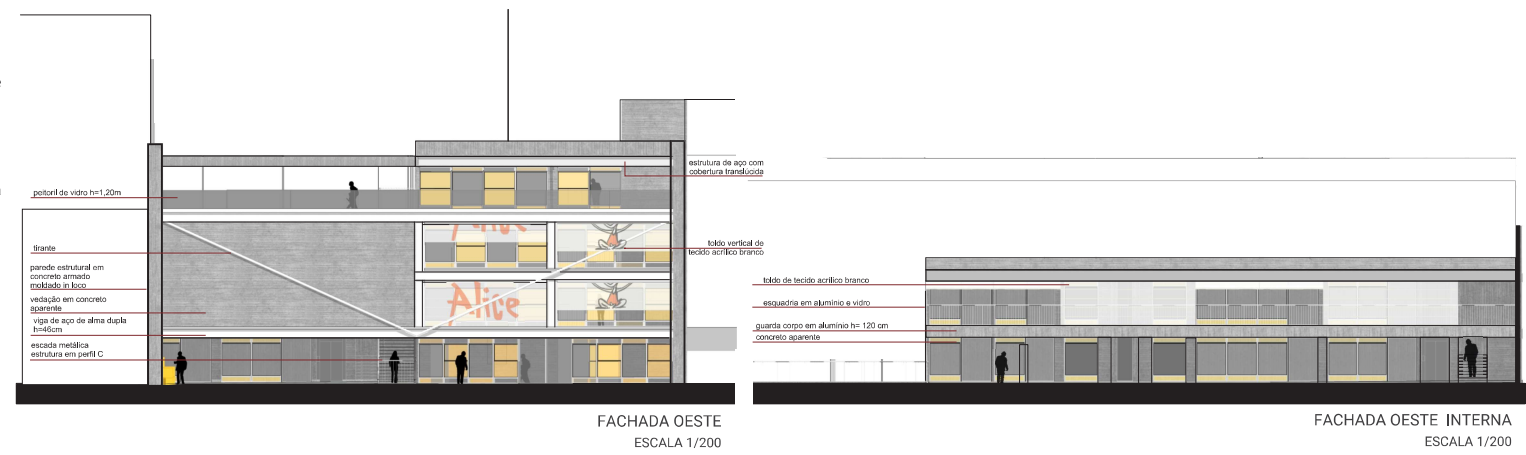 peitoril de vidro h=1,20m
tirante
parede estrutural em
concreto armado
moldado in loco
vedação em concreto
aparente
viga de aço de alma dupla
h=46cm
escada metálica
estrutura em perfil C
Alice
Alice
estrutura de aço com
cobertura translúcida
toldo vertical de
tecido acrílico branco
FACHADA OESTE
ESCALA 1/200
toldo de tecido acrílico branco
esquadria em alumínio e vidro
guarda corpo em alumínio h= 120 cm
concreto aparente
FACHADA OESTE INTERNA
ESCALA 1/200